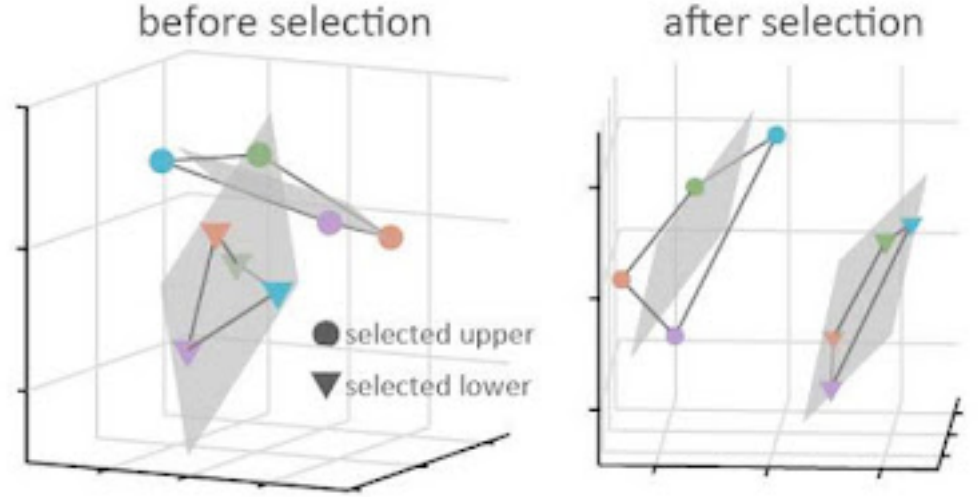 before selection
after selection
selected upper
selected lower